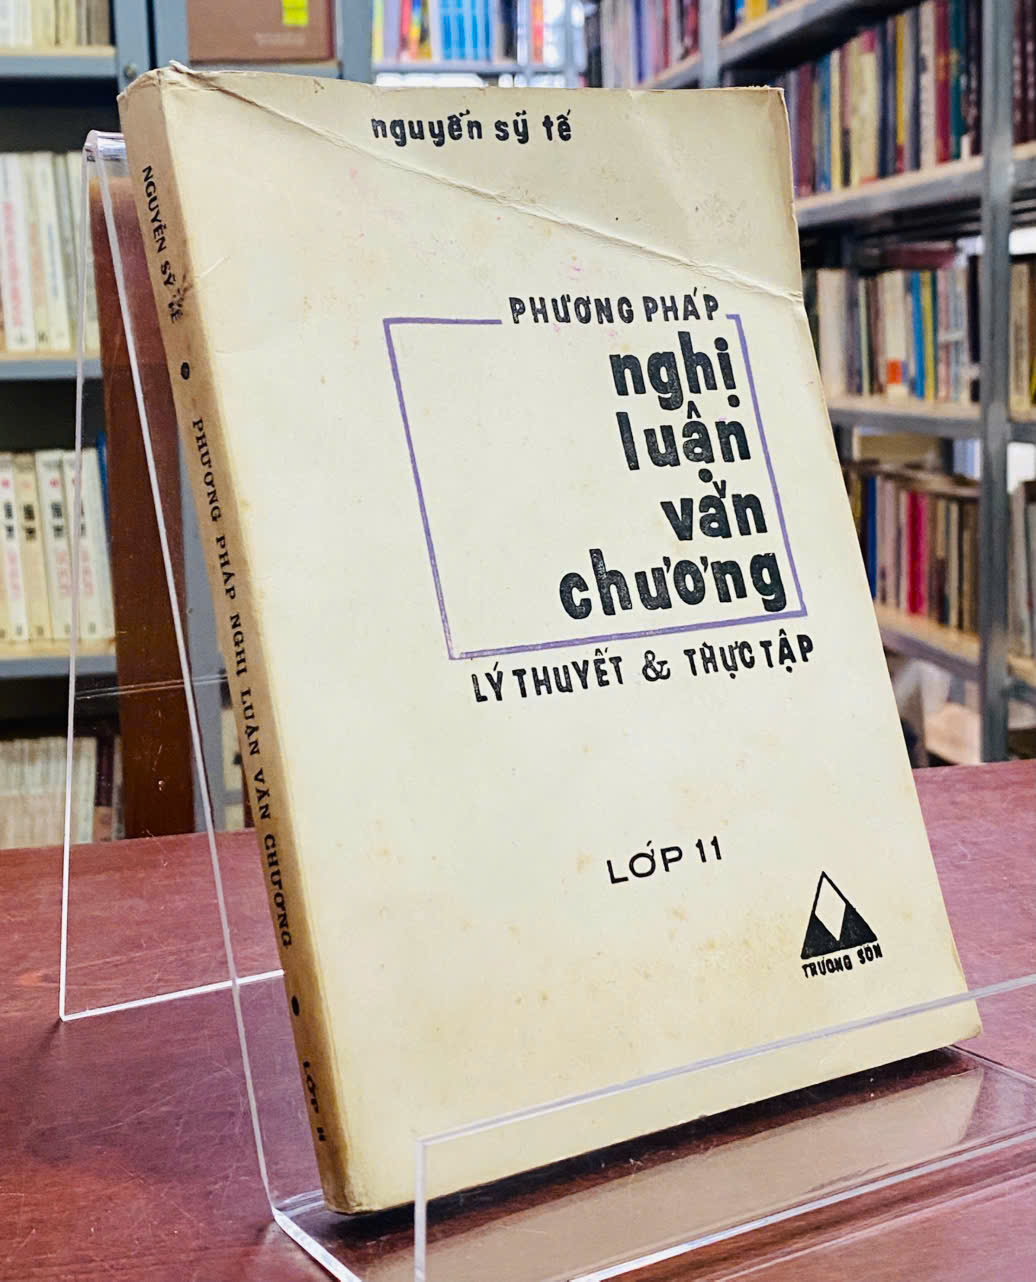 nguyễn sỹ tế
PHƯƠNG PHÁP
nghị
luận
văn
chương
LÝ THUYẾT & THỰC TẬP
LỚP 11
TRƯƠNG SƠN
NGUYỄN SỸ TẾ • PHƯƠNG PHÁP NGHỊ LUẬN VĂN CHƯƠNG • LỚP 11